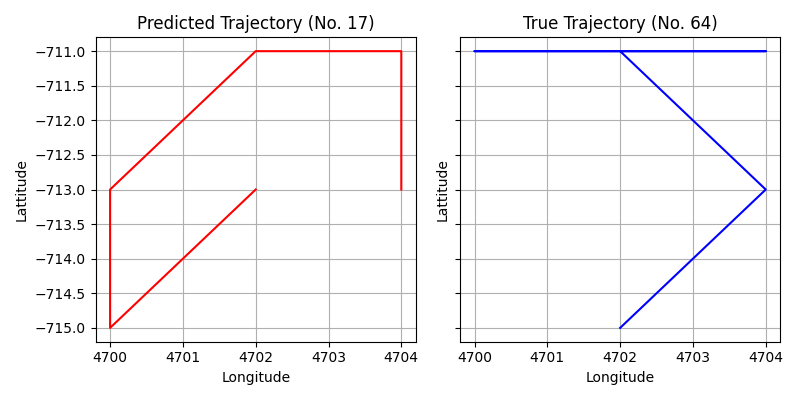 Predicted Trajectory (No. 17)
True Trajectory (No. 64)
−711.0
−711.5
−712.0
−712.5
−713.0
−713.5
−714.0
−714.5
−715.0
Lattitude
Lattitude
4700 4701 4702 4703 4704
4700 4701 4702 4703 4704
Longitude
Longitude